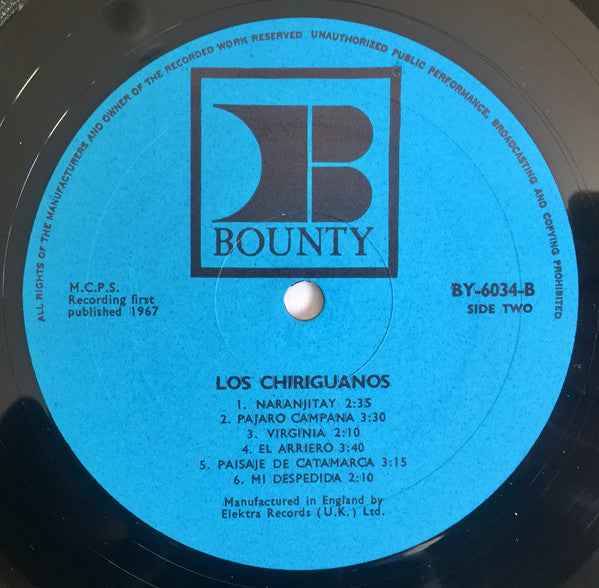 ALL RIGHTS OF THE MANUFACTURERS AND OWNER OF THE RECORDED WORK RESERVED UNAUTHORIZED PUBLIC PERFORMANCE, BROADCASTING AND COPYING PROHIBITED
B
BOUNTY
M.C.P.S.
Recording first
published 1967
BY-6034-B
SIDE TWO
LOS CHIRIGUANOS
1. NARANJITAY 2:35
2. PAJARO CAMPANA 3:30
3. VIRGINIA 2:10
4. EL ARRIERO 3:40
5. PAISAJE DE CATAMARCA 3:15
6. MI DESPEDIDA 2:10
Manufactured in England by
Elektra Records (U.K.) Ltd.